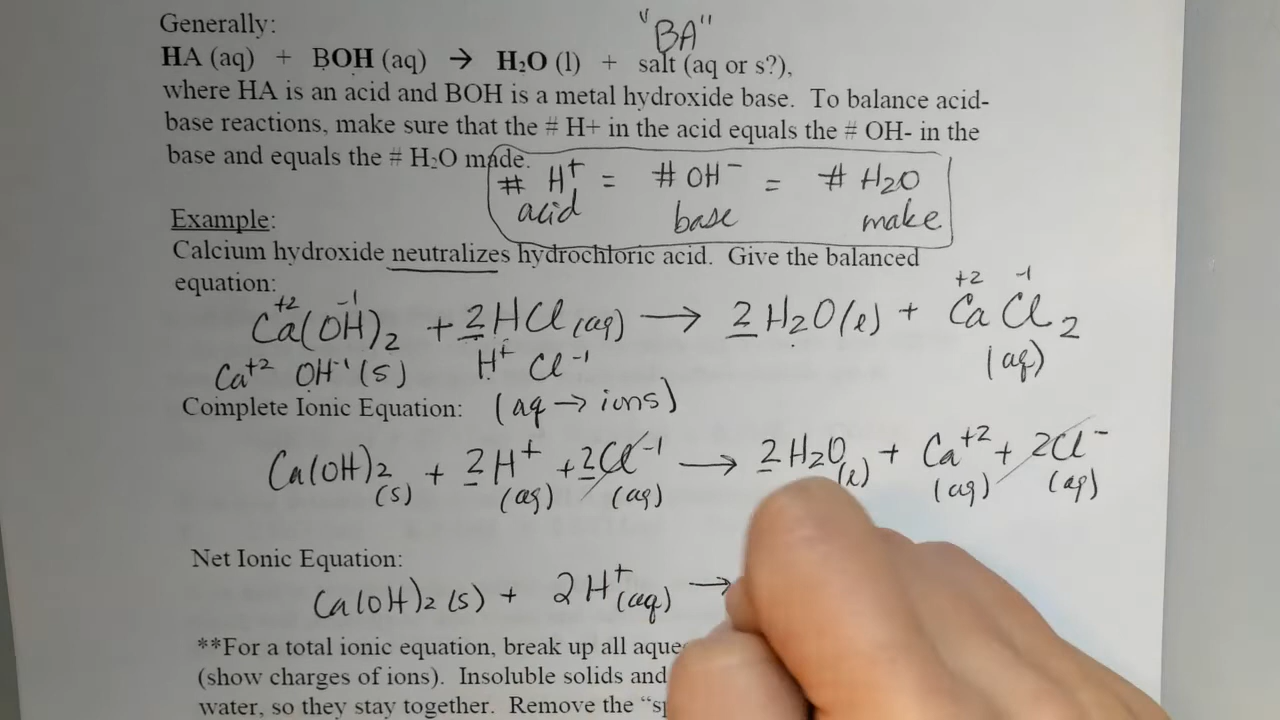 Generally:
"BA"
HA (aq) + BOH (aq) → H₂O (l) + salt (aq or s?),
where HA is an acid and BOH is a metal hydroxide base. To balance acid-
base reactions, make sure that the # H+ in the acid equals the # OH- in the
base and equals the # H₂O made.
# H⁺ = # OH⁻ = # H₂O
acid base make
Example:
Calcium hydroxide neutralizes hydrochloric acid. Give the balanced
equation:
+2 -1 +2 -1
Ca(OH)₂ + 2HCl (aq) → 2H₂O(l) + CaCl₂
Ca⁺² OH⁻¹ (s) H⁺ Cl⁻¹ (aq)
Complete Ionic Equation: (aq → ions)
Ca(OH)₂ + 2H⁺ + 2Cl⁻¹ → 2H₂O + Ca⁺² + 2Cl⁻
(s) (aq) (aq) (l) (aq) (aq)
Net Ionic Equation:
Ca(OH)₂ (s) + 2H⁺(aq) →
**For a total ionic equation, break up all aque
(show charges of ions). Insoluble solids and
water, so they stay together. Remove the "sp